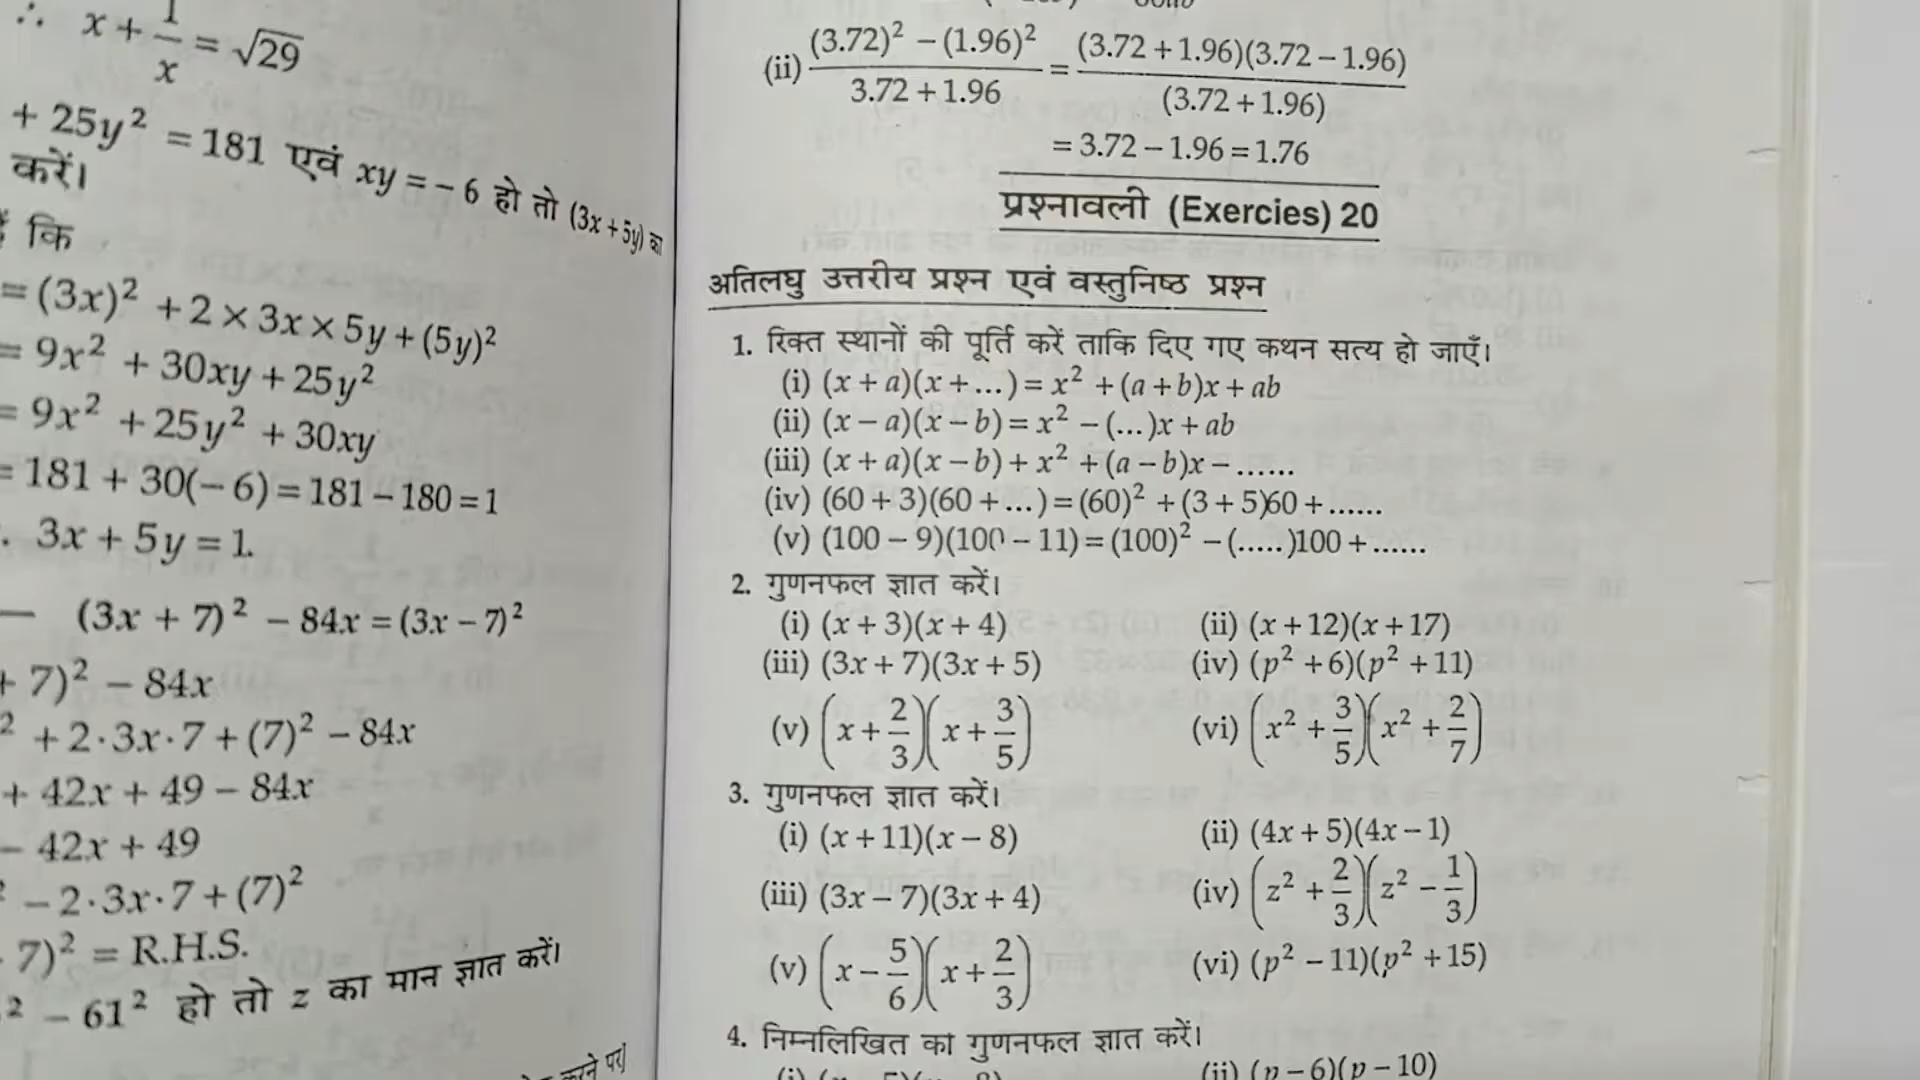 ∴ x + 1/x = √29
+ 25y² = 181 एवं xy = – 6 हो तो (3x + 5y) का
करें।
कि
= (3x)² + 2 × 3x × 5y + (5y)²
= 9x² + 30xy + 25y²
= 9x² + 25y² + 30xy
= 181 + 30(– 6) = 181 – 180 = 1
3x + 5y = 1.
— (3x + 7)² – 84x = (3x – 7)²
+ 7)² – 84x
² + 2·3x·7 + (7)² – 84x
+ 42x + 49 – 84x
– 42x + 49
– 2·3x·7 + (7)²
7)² = R.H.S.
² – 61² हो तो z का मान ज्ञात करें।
करने पर
(ii) ((3.72)² – (1.96)²)/(3.72 + 1.96) = ((3.72 + 1.96)(3.72 – 1.96))/((3.72 + 1.96))
= 3.72 – 1.96 = 1.76
प्रश्नावली (Exercies) 20
अतिलघु उत्तरीय प्रश्न एवं वस्तुनिष्ठ प्रश्न
1. रिक्त स्थानों की पूर्ति करें ताकि दिए गए कथन सत्य हो जाएँ।
(i) (x + a)(x + ...) = x² + (a + b)x + ab
(ii) (x – a)(x – b) = x² – (...)x + ab
(iii) (x + a)(x – b) + x² + (a – b)x – ......
(iv) (60 + 3)(60 + ...) = (60)² + (3 + 5)60 + ......
(v) (100 – 9)(100 – 11) = (100)² – (.....)100 + ......
2. गुणनफल ज्ञात करें।
(i) (x + 3)(x + 4) (ii) (x + 12)(x + 17)
(iii) (3x + 7)(3x + 5) (iv) (p² + 6)(p² + 11)
(v) (x + 2/3)(x + 3/5) (vi) (x² + 3/5)(x² + 2/7)
3. गुणनफल ज्ञात करें।
(i) (x + 11)(x – 8) (ii) (4x + 5)(4x – 1)
(iii) (3x – 7)(3x + 4) (iv) (z² + 2/3)(z² – 1/3)
(v) (x – 5/6)(x + 2/3) (vi) (p² – 11)(p² + 15)
4. निम्नलिखित का गुणनफल ज्ञात करें।
(ii) (p – 6)(p – 10)